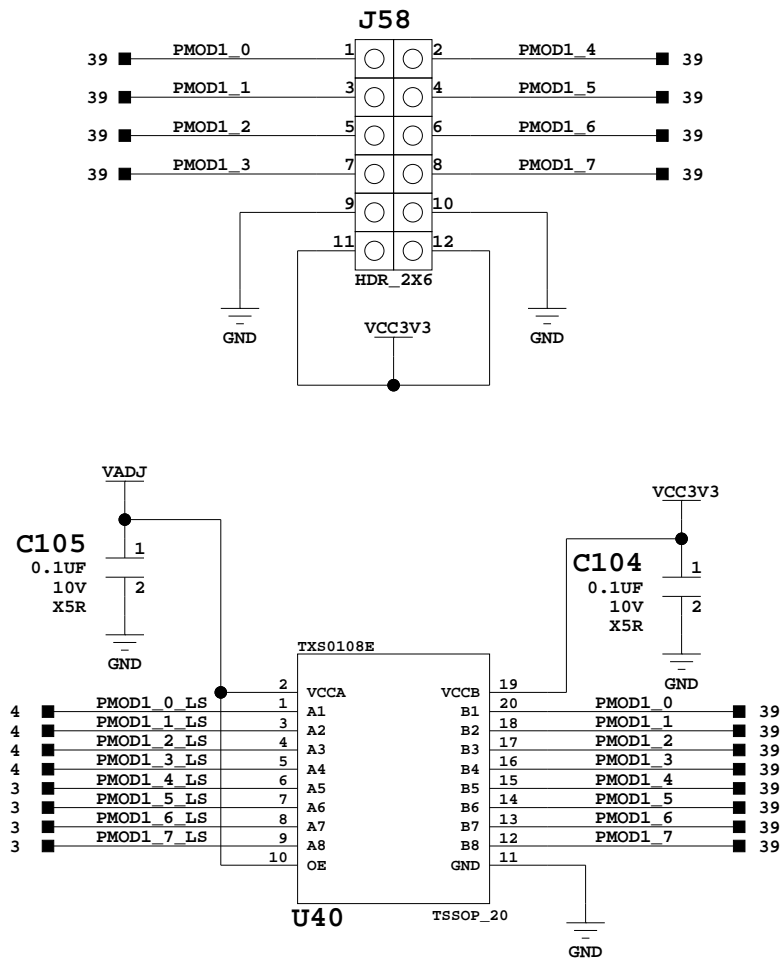 J58
39 PMOD1_0 1 2 PMOD1_4 39
39 PMOD1_1 3 4 PMOD1_5 39
39 PMOD1_2 5 6 PMOD1_6 39
39 PMOD1_3 7 8 PMOD1_7 39
9 10
11 12
HDR_2X6
GND VCC3V3 GND
VADJ
VCC3V3
C105 1
0.1UF
10V 2
X5R
GND
C104 1
0.1UF
10V 2
X5R
GND
TXS0108E
2 VCCA VCCB 19
4 PMOD1_0_LS 1 A1 B1 20 PMOD1_0 39
4 PMOD1_1_LS 3 A2 B2 18 PMOD1_1 39
4 PMOD1_2_LS 4 A3 B3 17 PMOD1_2 39
4 PMOD1_3_LS 5 A4 B4 16 PMOD1_3 39
3 PMOD1_4_LS 6 A5 B5 15 PMOD1_4 39
3 PMOD1_5_LS 7 A6 B6 14 PMOD1_5 39
3 PMOD1_6_LS 8 A7 B7 13 PMOD1_6 39
3 PMOD1_7_LS 9 A8 B8 12 PMOD1_7 39
10 OE GND 11
U40 TSSOP_20
GND